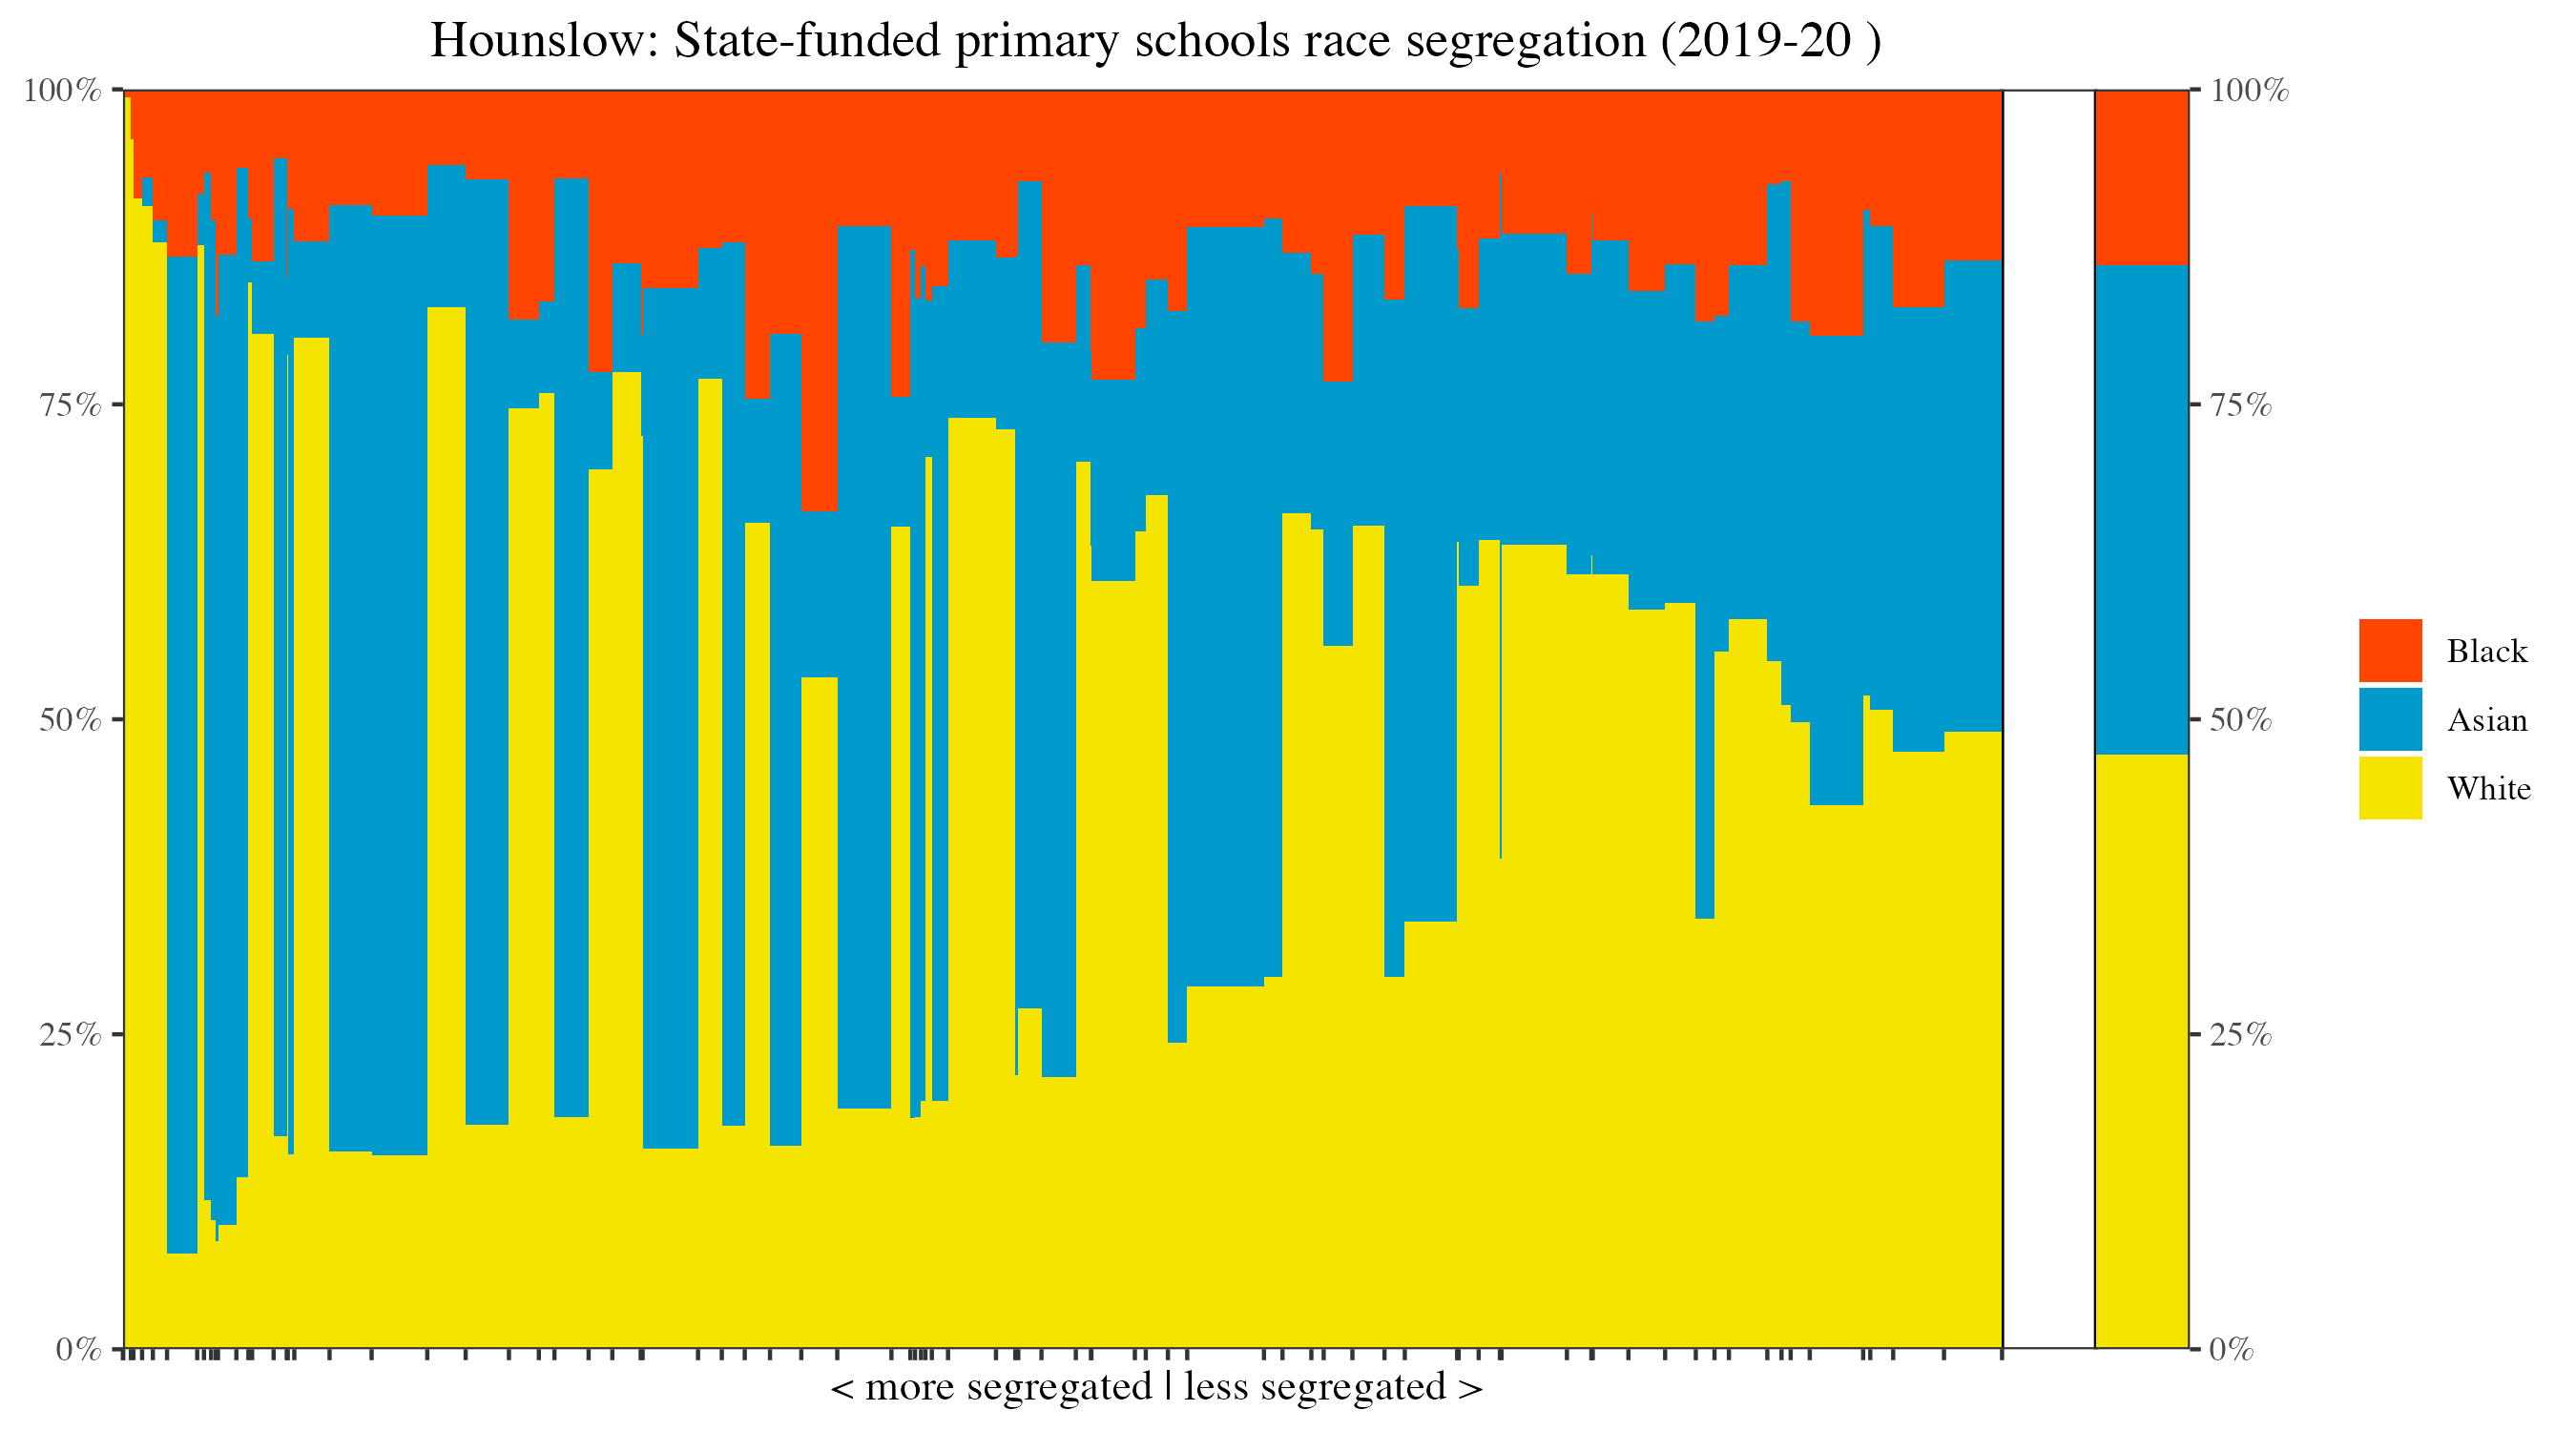 Hounslow: State-funded primary schools race segregation (2019-20 )
100%
75%
50%
25%
0%
100%
75%
50%
25%
0%
< more segregated | less segregated >
Black
Asian
White